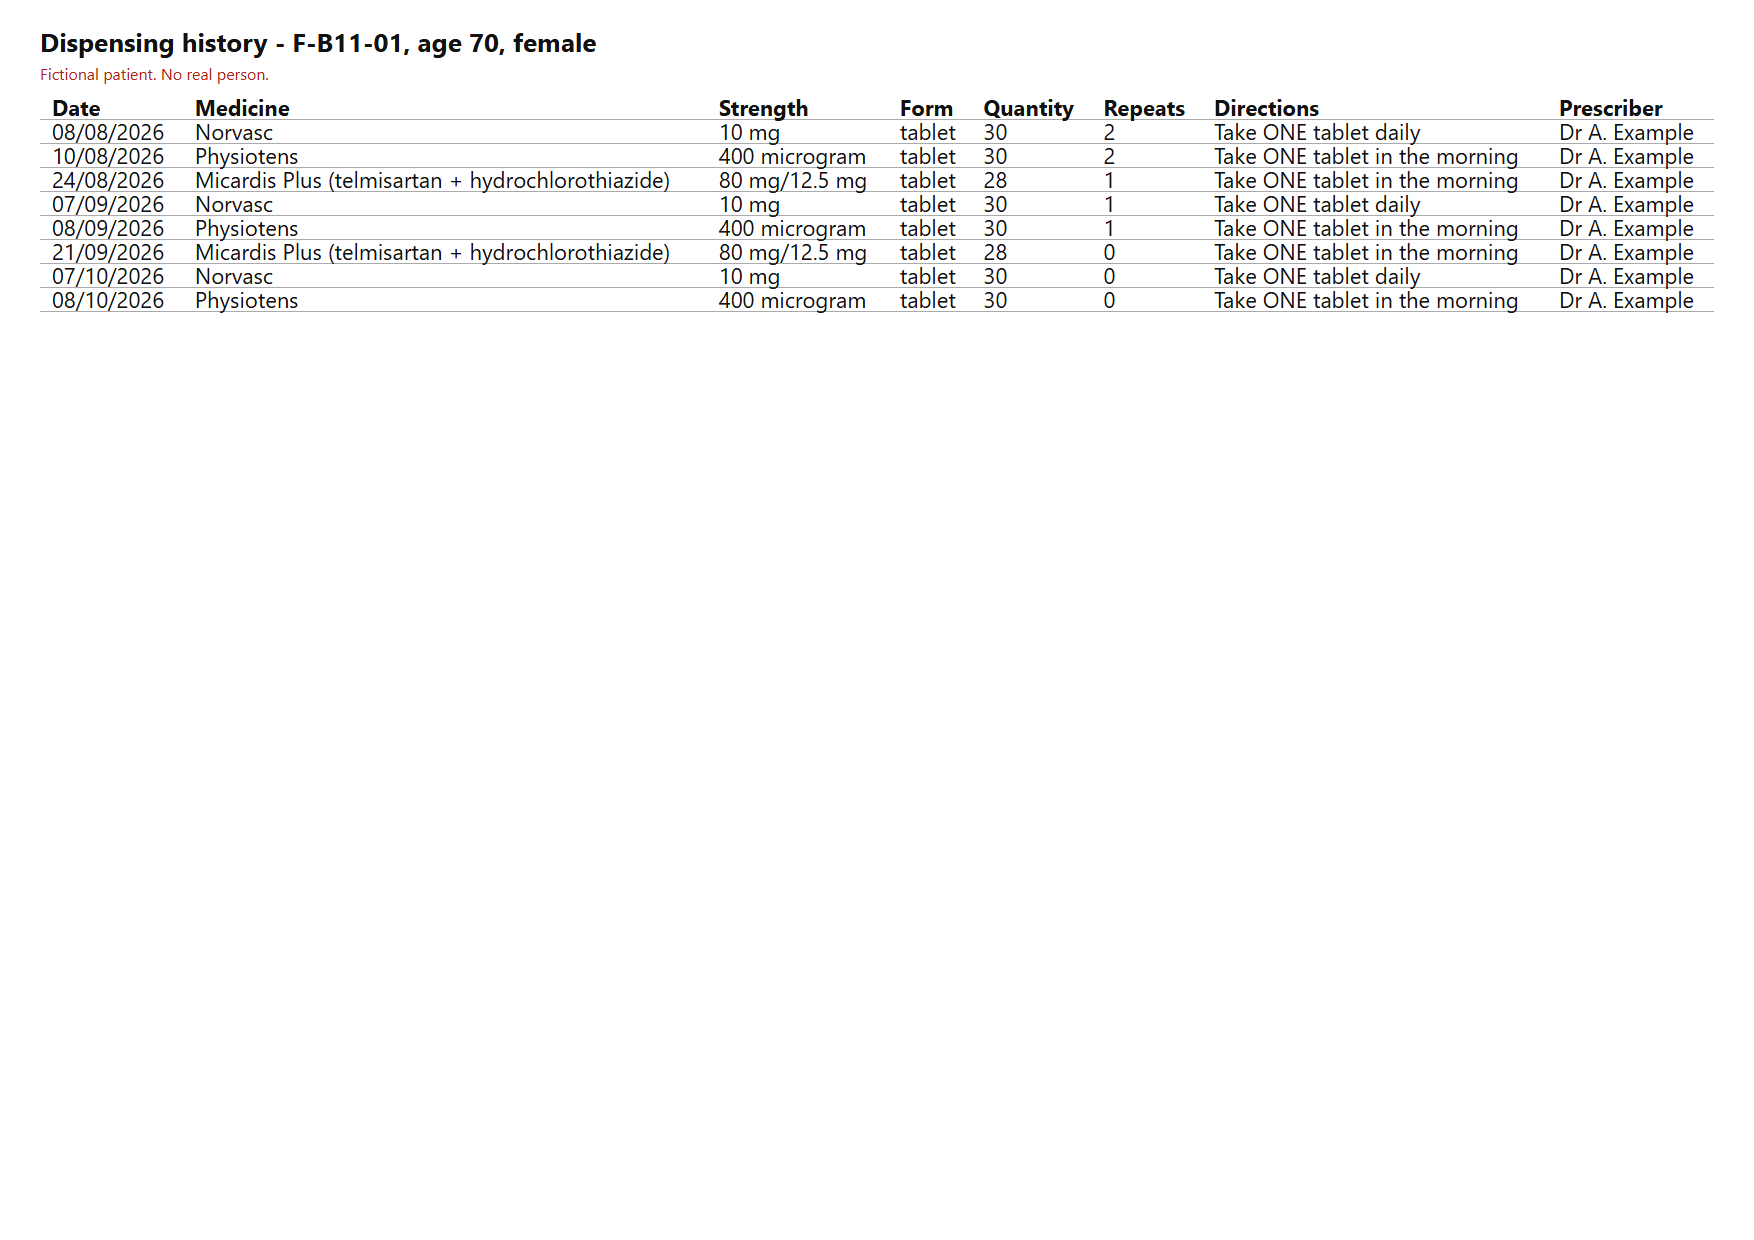 Dispensing history - F-B11-01, age 70, female
Fictional patient. No real person.
Date Medicine Strength Form Quantity Repeats Directions Prescriber
08/08/2026 Norvasc 10 mg tablet 30 2 Take ONE tablet daily Dr A. Example
10/08/2026 Physiotens 400 microgram tablet 30 2 Take ONE tablet in the morning Dr A. Example
24/08/2026 Micardis Plus (telmisartan + hydrochlorothiazide) 80 mg/12.5 mg tablet 28 1 Take ONE tablet in the morning Dr A. Example
07/09/2026 Norvasc 10 mg tablet 30 1 Take ONE tablet daily Dr A. Example
08/09/2026 Physiotens 400 microgram tablet 30 1 Take ONE tablet in the morning Dr A. Example
21/09/2026 Micardis Plus (telmisartan + hydrochlorothiazide) 80 mg/12.5 mg tablet 28 0 Take ONE tablet in the morning Dr A. Example
07/10/2026 Norvasc 10 mg tablet 30 0 Take ONE tablet daily Dr A. Example
08/10/2026 Physiotens 400 microgram tablet 30 0 Take ONE tablet in the morning Dr A. Example